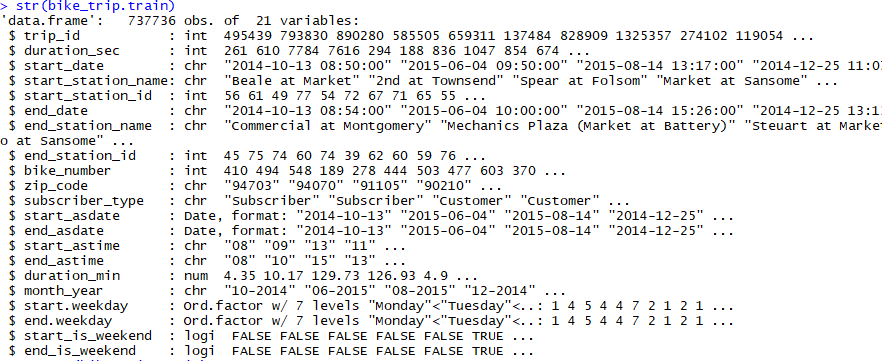 > str(bike_trip.train)
'data.frame':   737736 obs. of  21 variables:
 $ trip_id           : int  495439 793830 890280 585505 659311 137484 828909 1325357 274102 119054 ...
 $ duration_sec      : int  261 610 7784 7616 294 188 836 1047 854 674 ...
 $ start_date        : chr  "2014-10-13 08:50:00" "2015-06-04 09:50:00" "2015-08-14 13:17:00" "2014-12-25 11:03
 $ start_station_name: chr  "Beale at Market" "2nd at Townsend" "Spear at Folsom" "Market at Sansome" ...
 $ start_station_id  : int  56 61 49 77 54 72 67 71 65 55 ...
 $ end_date          : chr  "2014-10-13 08:54:00" "2015-06-04 10:00:00" "2015-08-14 15:26:00" "2014-12-25 13:1
 $ end_station_name  : chr  "Commercial at Montgomery" "Mechanics Plaza (Market at Battery)" "Steuart at Marke
o at Sansome" ...
 $ end_station_id    : int  45 75 74 60 74 39 62 60 59 76 ...
 $ bike_number       : int  410 494 548 189 278 444 503 477 603 370 ...
 $ zip_code          : chr  "94703" "94070" "91105" "90210" ...
 $ subscriber_type   : chr  "Subscriber" "Subscriber" "Customer" "Customer" ...
 $ start_asdate      : Date, format: "2014-10-13" "2015-06-04" "2015-08-14" "2014-12-25" ...
 $ end_asdate        : Date, format: "2014-10-13" "2015-06-04" "2015-08-14" "2014-12-25" ...
 $ start_astime      : chr  "08" "09" "13" "11" ...
 $ end_astime        : chr  "08" "10" "15" "13" ...
 $ duration_min      : num  4.35 10.17 129.73 126.93 4.9 ...
 $ month_year        : chr  "10-2014" "06-2015" "08-2015" "12-2014" ...
 $ start.weekday     : Ord.factor w/ 7 levels "Monday"<"Tuesday"<..: 1 4 5 4 4 7 2 1 2 1 ...
 $ end.weekday       : Ord.factor w/ 7 levels "Monday"<"Tuesday"<..: 1 4 5 4 4 7 2 1 2 1 ...
 $ start_is_weekend  : logi  FALSE FALSE FALSE FALSE FALSE TRUE ...
 $ end_is_weekend    : logi  FALSE FALSE FALSE FALSE FALSE TRUE ...